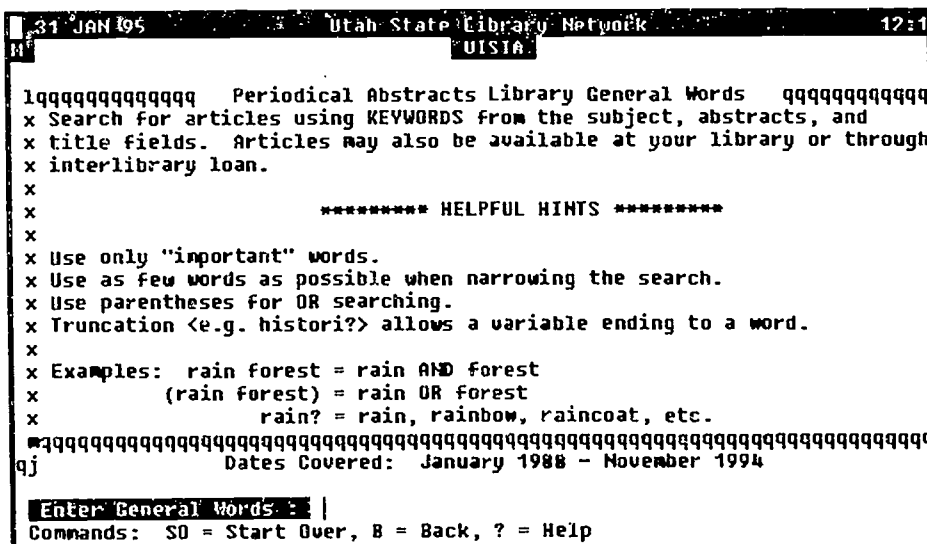 31 JAN 95 Utah State Library Network 12:1
M UISTA
lqqqqqqqqqqqqqq Periodical Abstracts Library General Words qqqqqqqqqqqq
x Search for articles using KEYWORDS from the subject, abstracts, and
x title fields. Articles may also be available at your library or through
x interlibrary loan.
x
x ********* HELPFUL HINTS *********
x
x Use only "important" words.
x Use as few words as possible when narrowing the search.
x Use parentheses for OR searching.
x Truncation <e.g. histori?> allows a variable ending to a word.
x
x Examples: rain forest = rain AND forest
x (rain forest) = rain OR forest
x rain? = rain, rainbow, raincoat, etc.
mqqqqqqqqqqqqqqqqqqqqqqqqqqqqqqqqqqqqqqqqqqqqqqqqqqqqqqqqqqqqqqqqqqqqqqqqqqqq
qj Dates Covered: January 1988 - November 1994
Enter General Words : |
Commands: SO = Start Over, B = Back, ? = Help